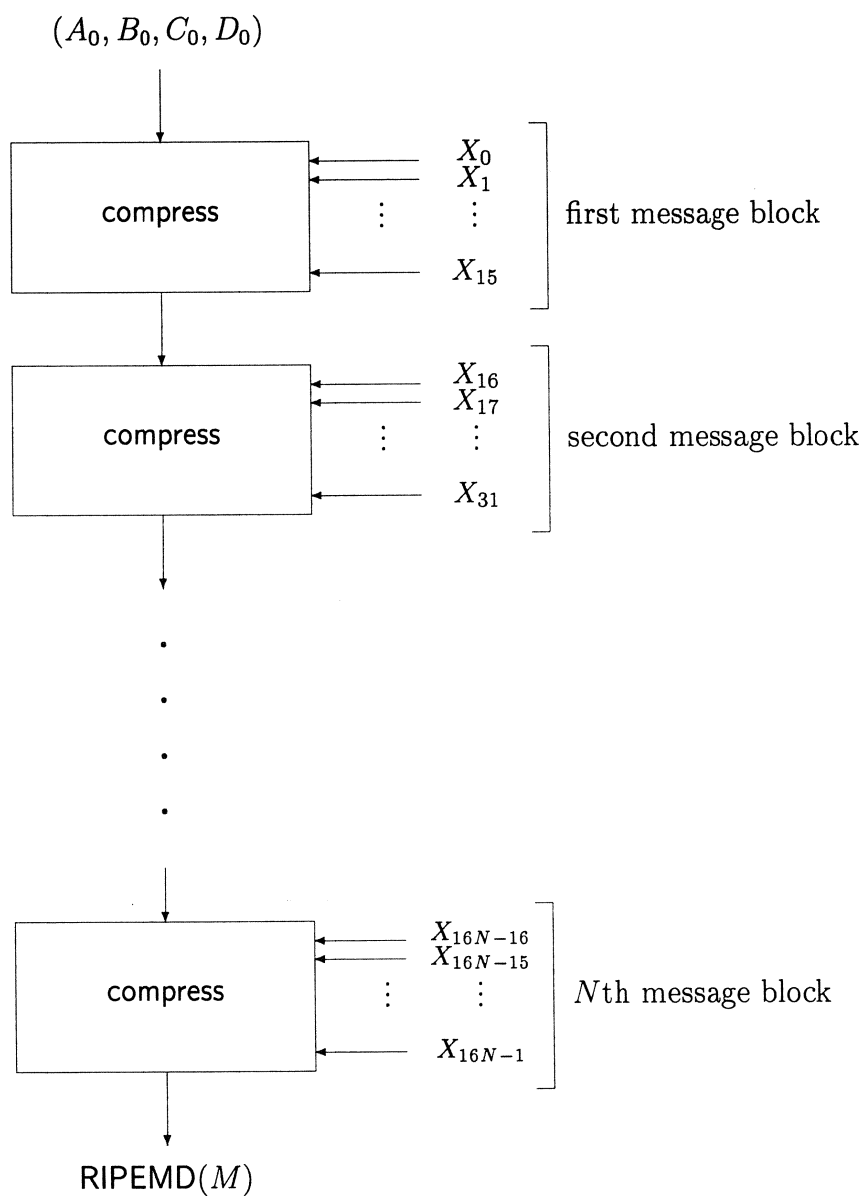 (A₀, B₀, C₀, D₀)
compress
X₀
X₁
⋮ ⋮
X₁₅
first message block
compress
X₁₆
X₁₇
⋮ ⋮
X₃₁
second message block
compress
X₁₆N₋₁₆
X₁₆N₋₁₅
⋮ ⋮
X₁₆N₋₁
Nth message block
RIPEMD(M)